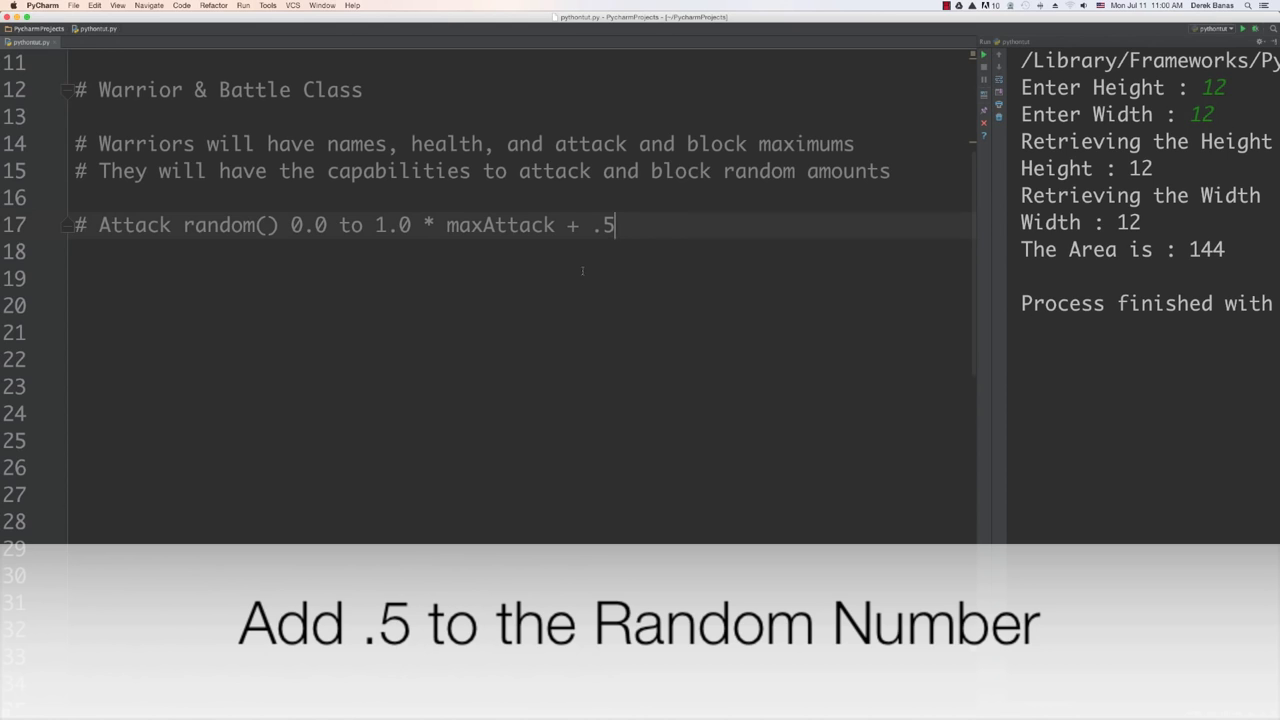 PyCharm File Edit View Navigate Code Refactor Run Tools VCS Window Help
10 Mon Jul 11 11:00 AM Derek Banas
pythontut.py - PycharmProjects - [~/PycharmProjects]
PycharmProjects pythontut.py
pythontut
pythontut.py
Run: pythontut
11
12 # Warrior & Battle Class
13
14 # Warriors will have names, health, and attack and block maximums
15 # They will have the capabilities to attack and block random amounts
16
17 # Attack random() 0.0 to 1.0 * maxAttack + .5
18
19
20
21
22
23
24
25
26
27
28
29
30
31
32
33
/Library/Frameworks/Py
Enter Height : 12
Enter Width : 12
Retrieving the Height
Height : 12
Retrieving the Width
Width : 12
The Area is : 144
Process finished with
Add .5 to the Random Number